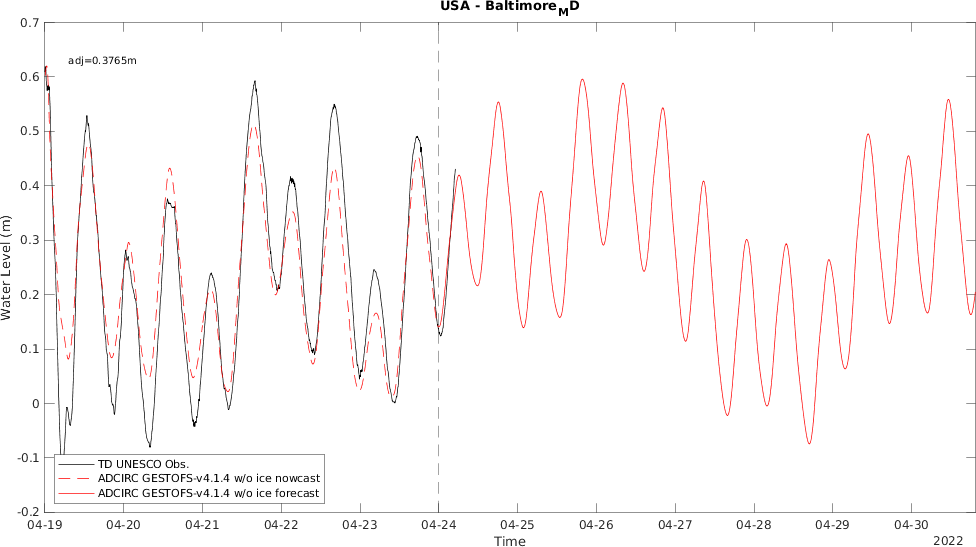 USA - Baltimore_MD
0.7
adj=0.3765m
0.6
0.5
0.4
0.3
0.2
0.1
0
-0.1
-0.2
Water Level (m)
TD UNESCO Obs.
ADCIRC GESTOFS-v4.1.4 w/o ice nowcast
ADCIRC GESTOFS-v4.1.4 w/o ice forecast
04-19 04-20 04-21 04-22 04-23 04-24 04-25 04-26 04-27 04-28 04-29 04-30
Time
2022